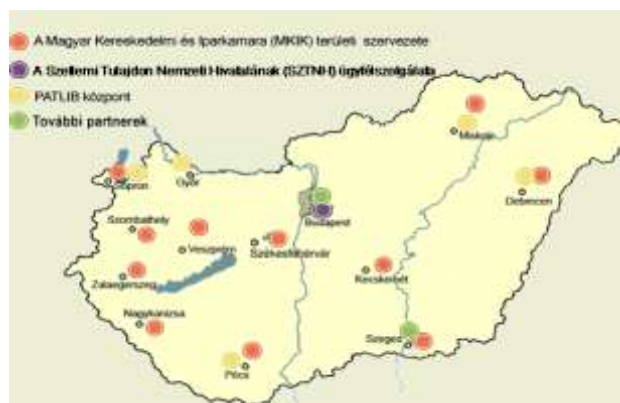 A Magyar Kereskedelmi és Iparkamara (MKIK) területi szervezete
A Szellemi Tulajdon Nemzeti Hivatalának (SZTNH) ügyfélszolgálata
PATLIB központ
További partnerek
Miskolc
Sopron
Győr
Debrecen
Szombathely
Budapest
Veszprém
Székesfehérvár
Zalaegerszeg
Kecskemét
Nagykanizsa
Szeged
Pécs